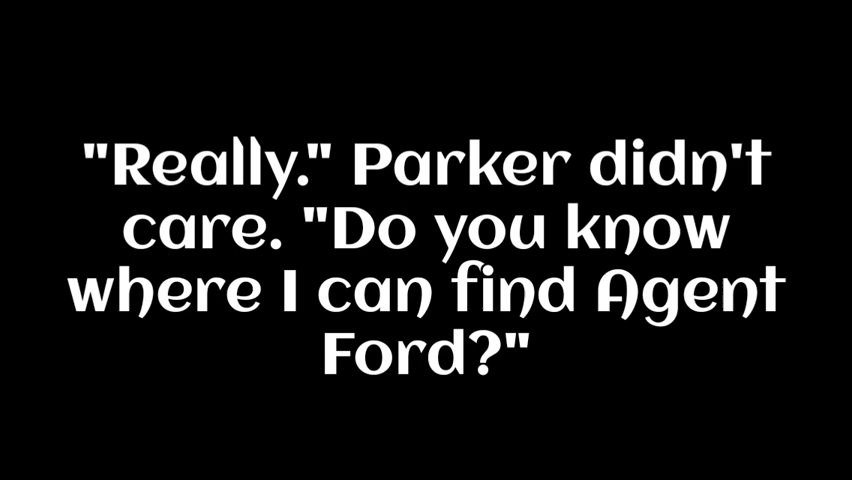 "Really." Parker didn't
care. "Do you know
where I can find Agent
Ford?"